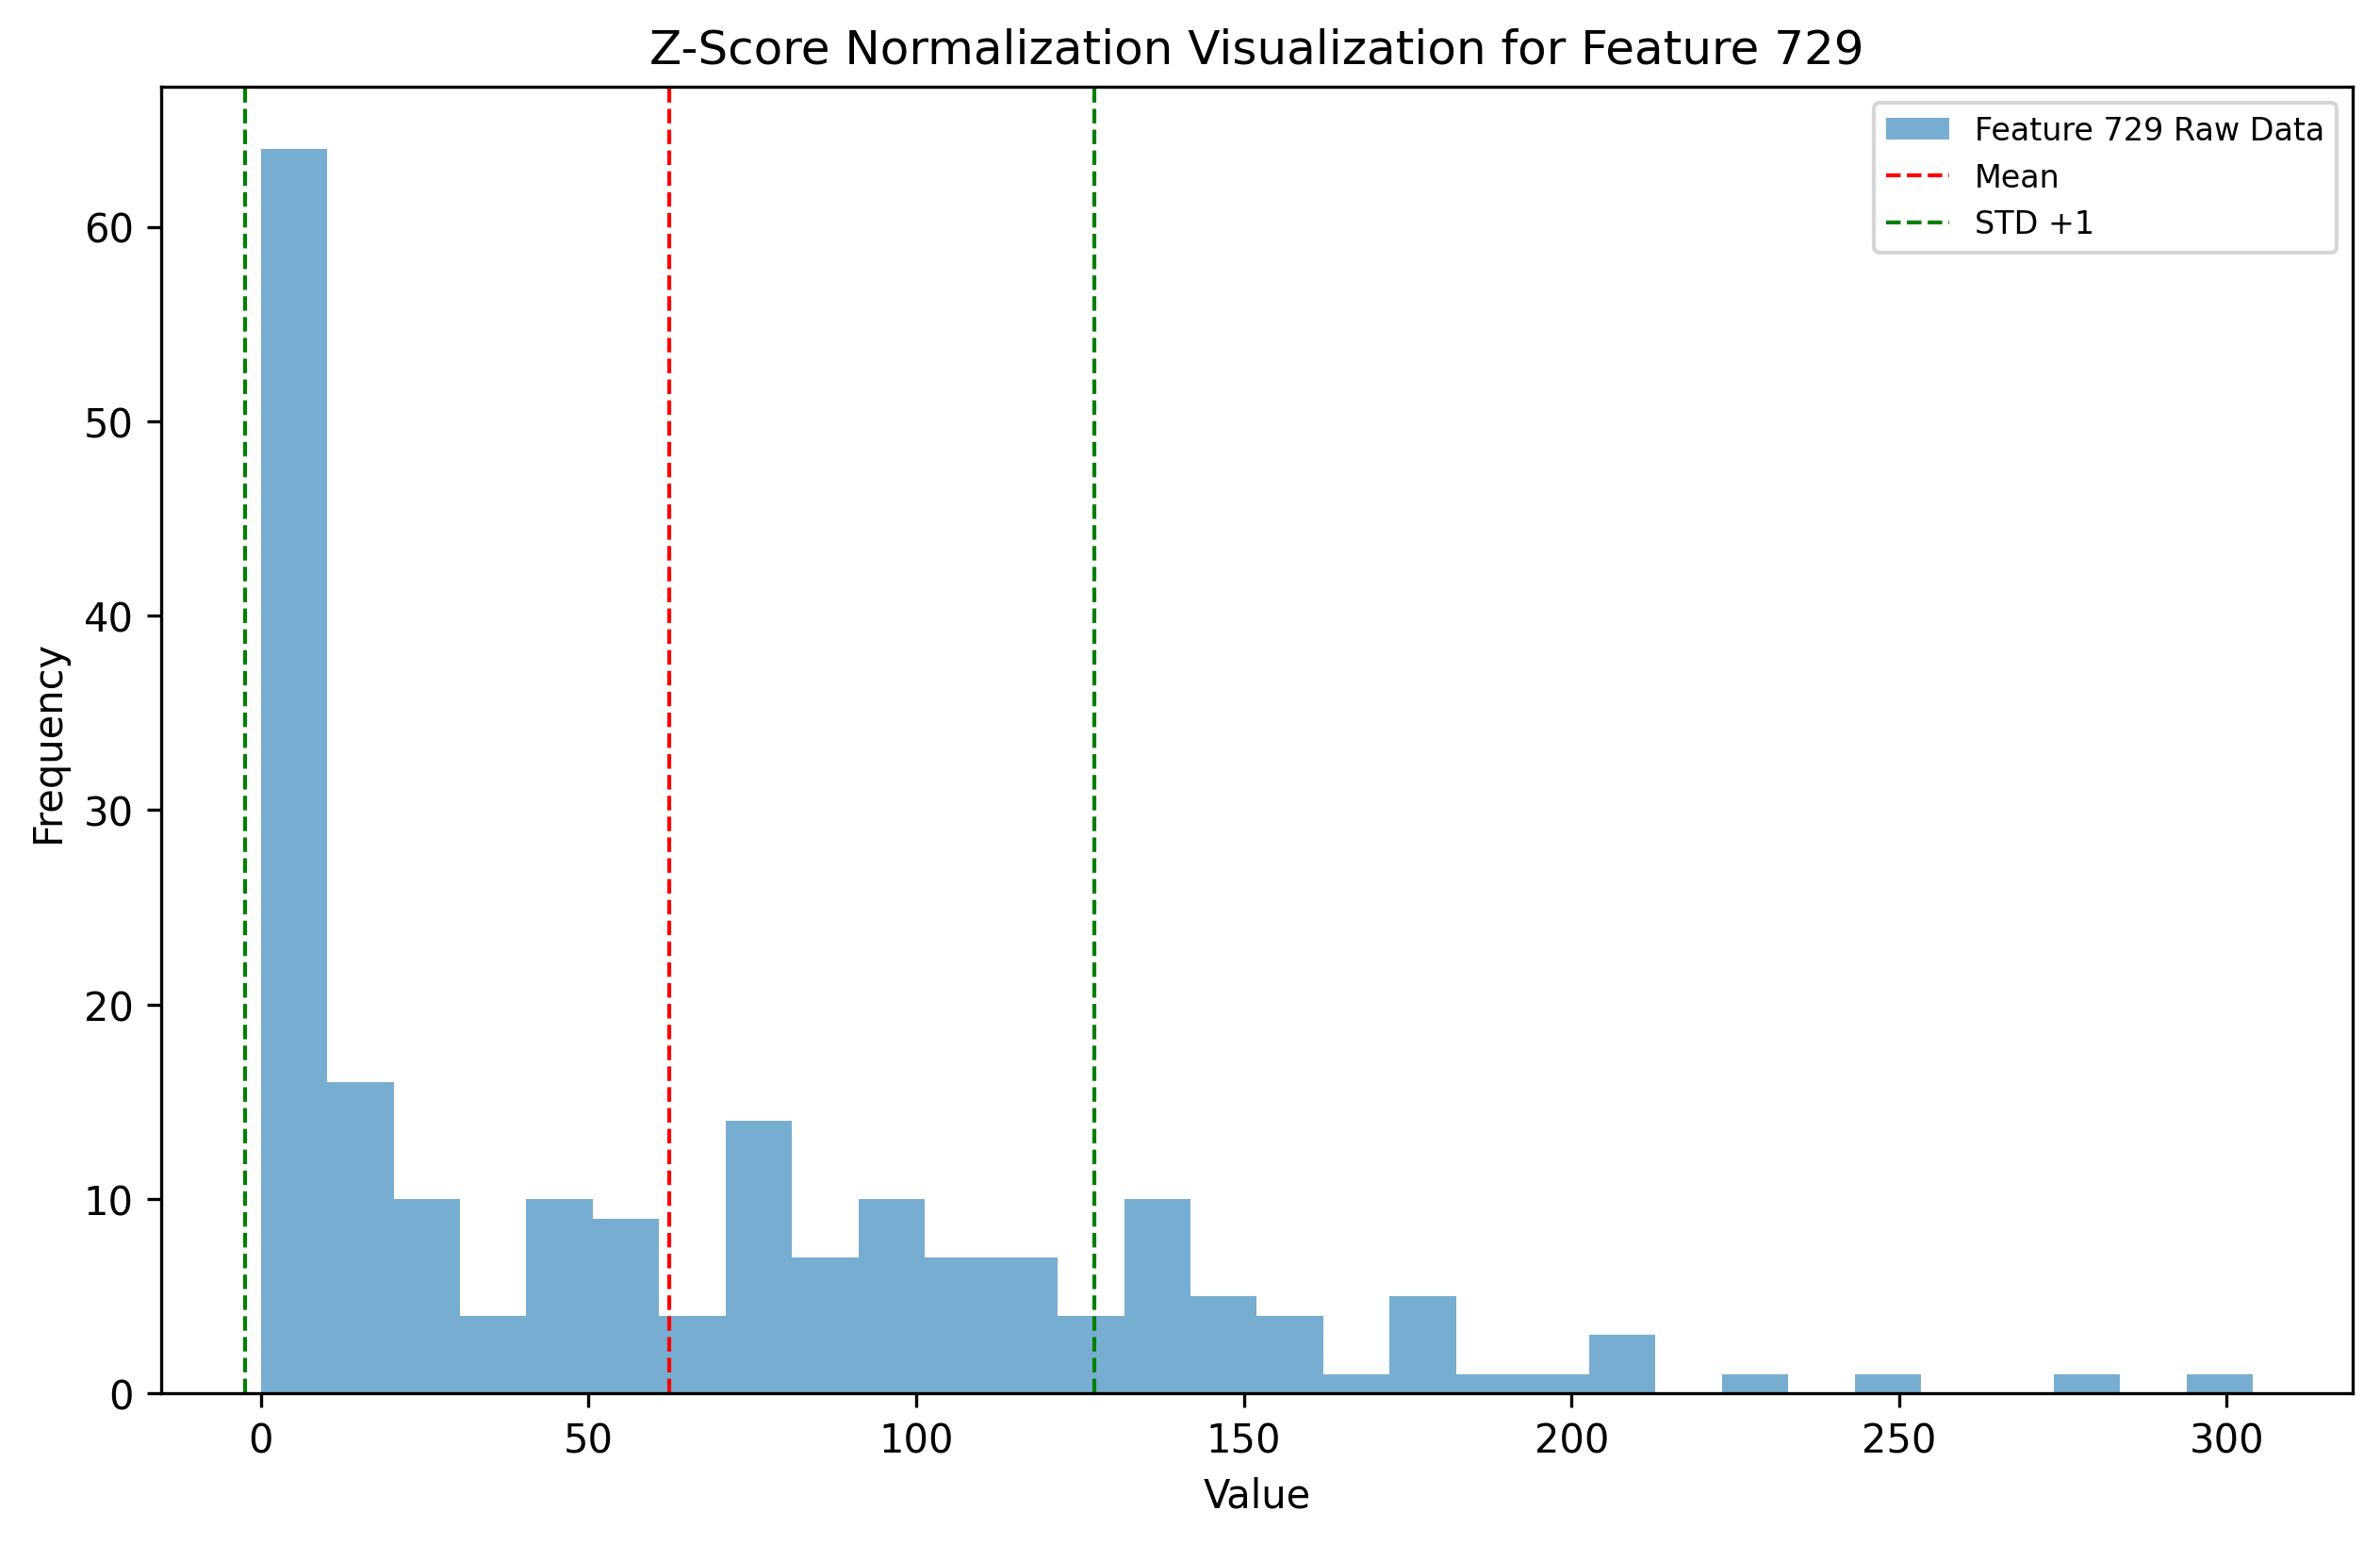 Z-Score Normalization Visualization for Feature 729
Feature 729 Raw Data
Mean
STD +1
Frequency
60
50
40
30
20
10
0
0 50 100 150 200 250 300
Value